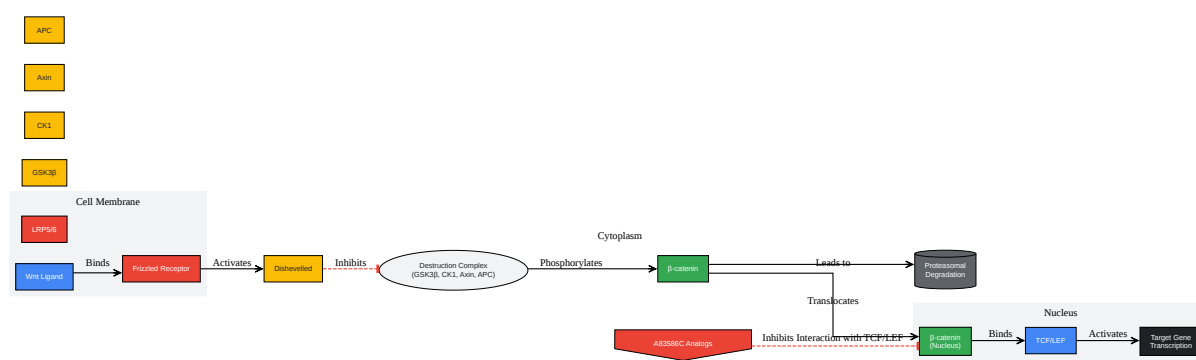 APC
Axin
CK1
GSK3β
Cell Membrane
LRP5/6
Wnt Ligand
Binds
Frizzled Receptor
Activates
Dishevelled
Inhibits
Destruction Complex
(GSK3β, CK1, Axin, APC)
Phosphorylates
Cytoplasm
β-catenin
Leads to
Proteasomal
Degradation
Translocates
Nucleus
A83586C Analogs
Inhibits Interaction with TCF/LEF
β-catenin
(Nucleus)
Binds
TCF/LEF
Activates
Target Gene
Transcription